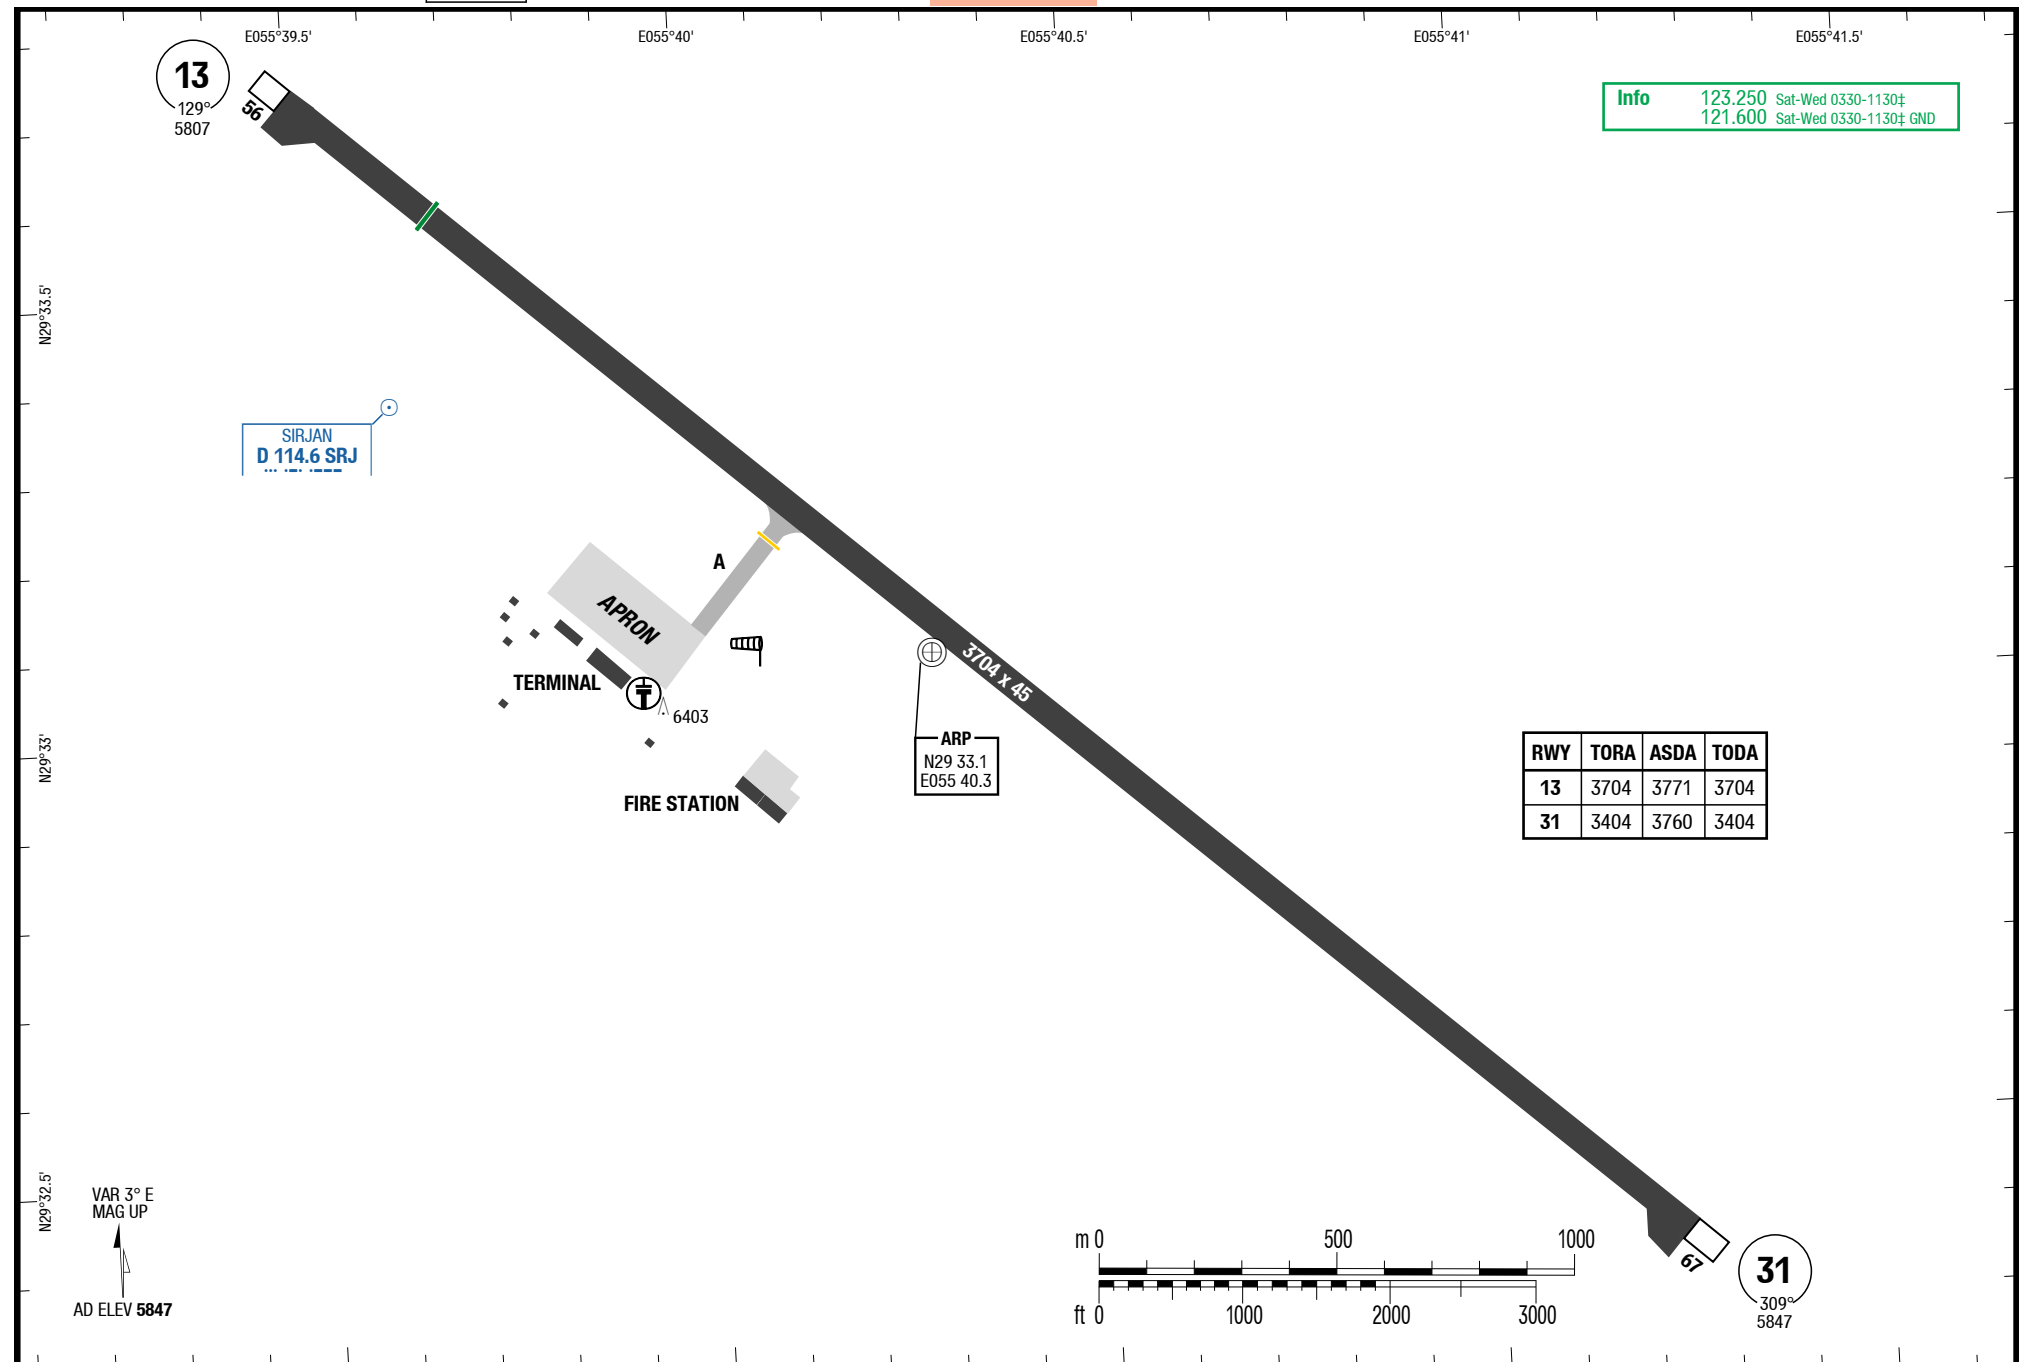 E055°39.5'
E055°40'
E055°40.5'
E055°41'
E055°41.5'
13
129°
5807
56
Info 123.250 Sat-Wed 0330-1130‡
121.600 Sat-Wed 0330-1130‡ GND
N29°33.5'
SIRJAN
D 114.6 SRJ
A
APRON
TERMINAL
T
6403
3704 x 45
ARP
N29 33.1
E055 40.3
FIRE STATION
N29°33'
RWY TORA ASDA TODA
13 3704 3771 3704
31 3404 3760 3404
N29°32.5'
VAR 3° E
MAG UP
AD ELEV 5847
m 0 500 1000
ft 0 1000 2000 3000
67
31
309°
5847